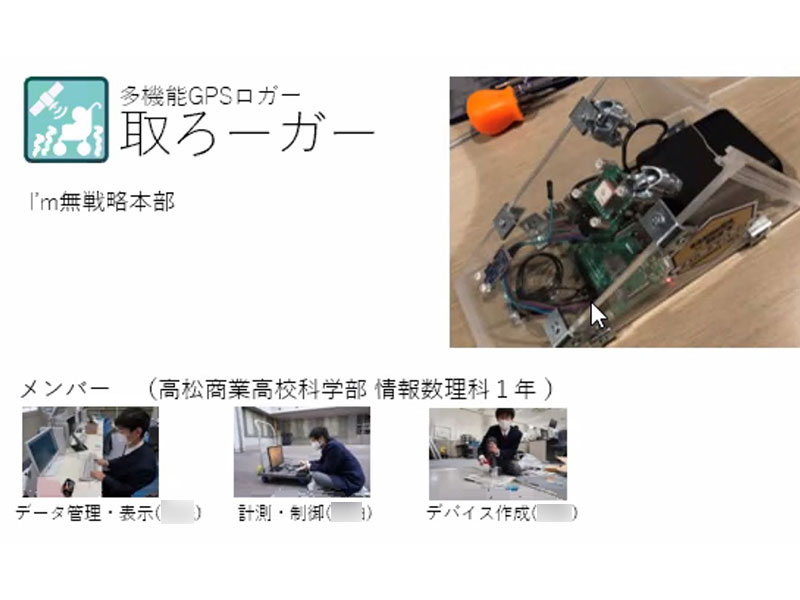 多機能GPSロガー
取ろーガー
I'm無戦略本部
メンバー （高松商業高校科学部 情報数理科１年 ）
データ管理・表示( )
計測・制御( )
デバイス作成( )